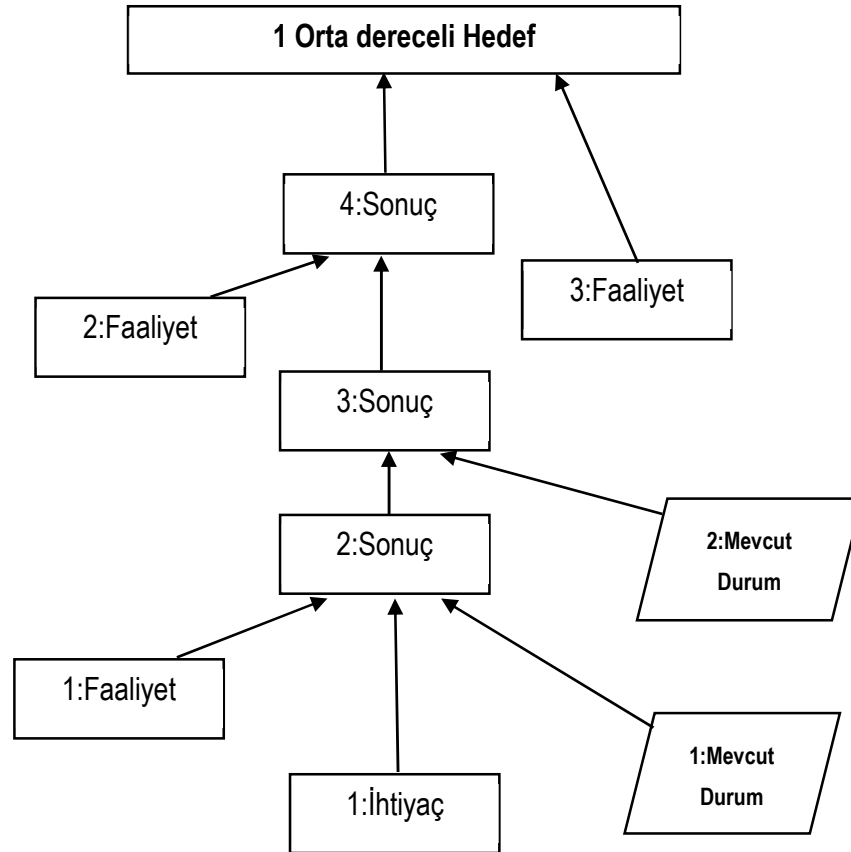 1 Orta dereceli Hedef
4:Sonuç
3:Faaliyet
2:Faaliyet
3:Sonuç
2:Sonuç
2:Mevcut
Durum
1:Faaliyet
1:Mevcut
Durum
1:İhtiyaç